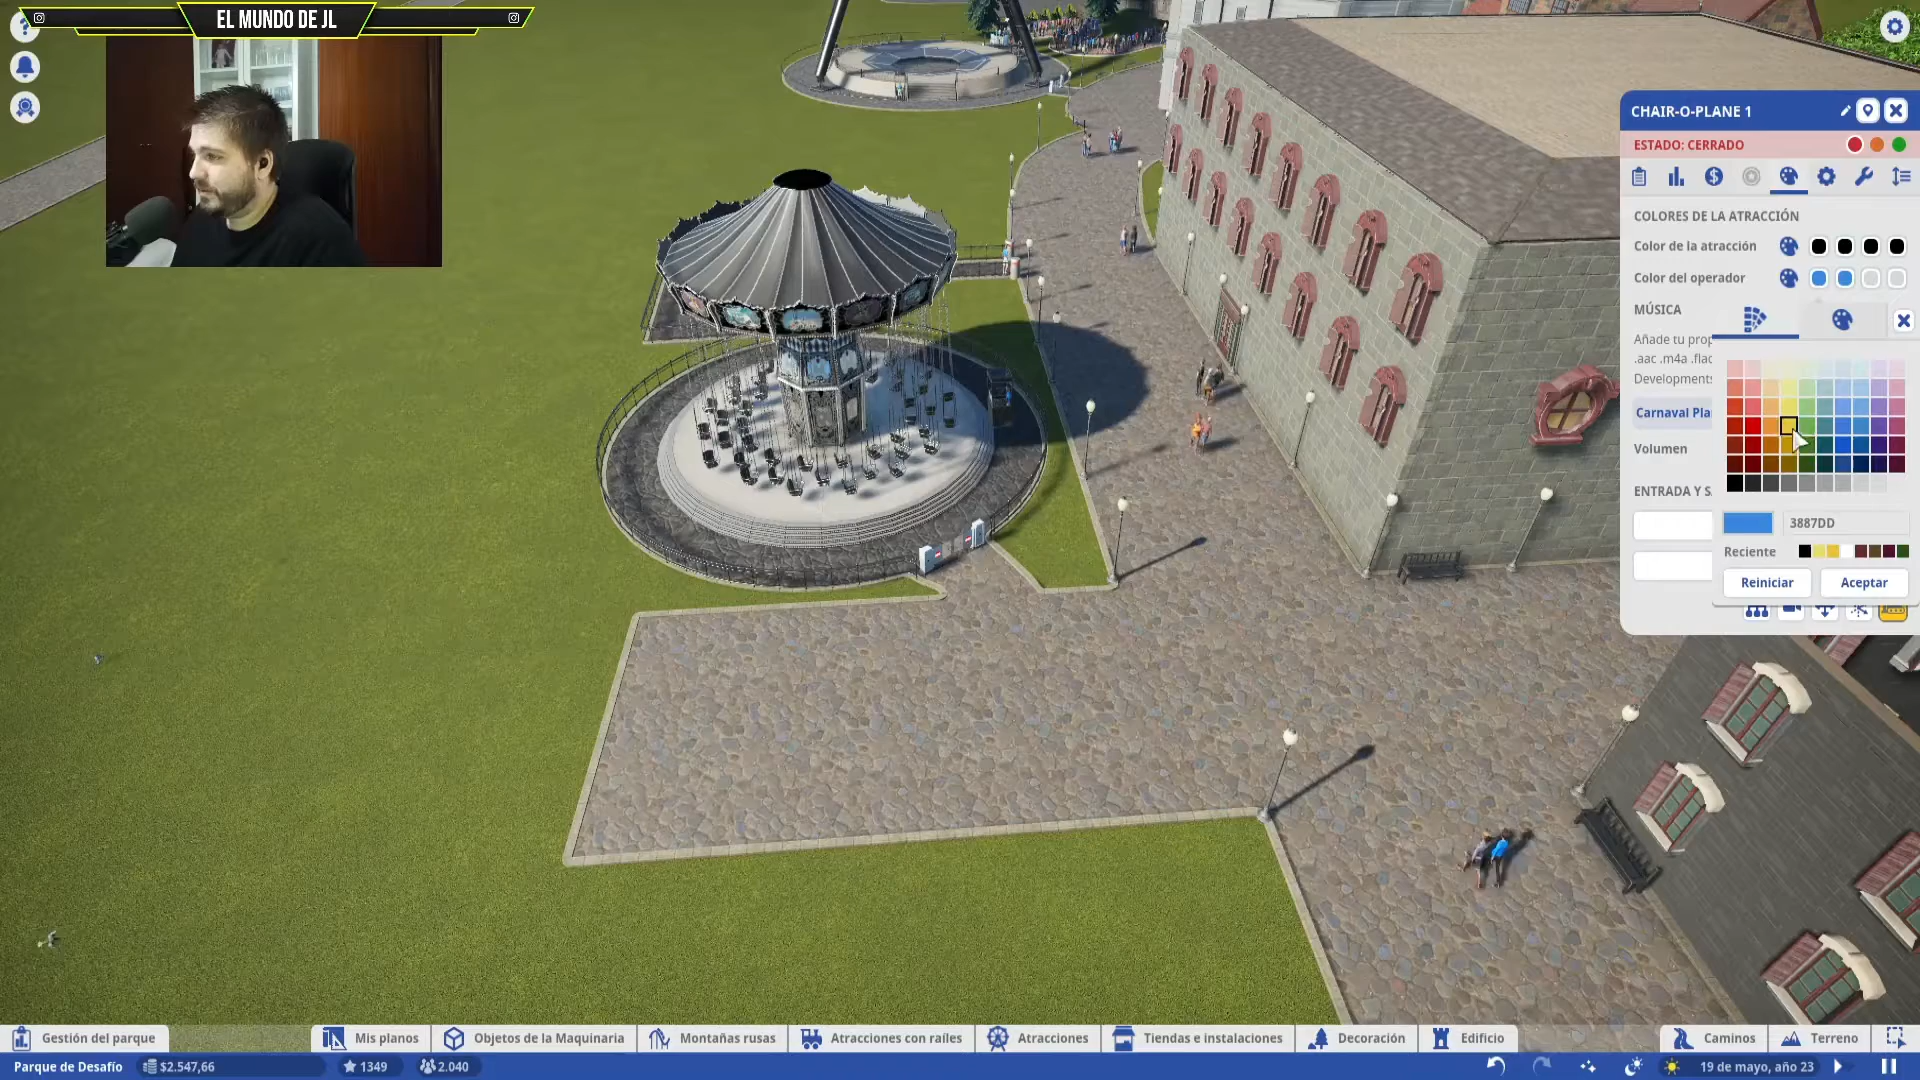 EL MUNDO DE JL
CHAIR-O-PLANE 1
ESTADO: CERRADO
COLORES DE LA ATRACCIÓN
Color de la atracción
Color del operador
MÚSICA
Añade tu prop
.aac .m4a .flac
Developments
Carnaval Pla
Volumen
ENTRADA Y S
3887DD
Reciente
Reiniciar
Aceptar
Gestión del parque
Mis planos
Objetos de la Maquinaria
Montañas rusas
Atracciones con raíles
Atracciones
Tiendas e instalaciones
Decoración
Edificio
Caminos
Terreno
Parque de Desafío
$2.547,66
1349
2.040
19 de mayo, año 23